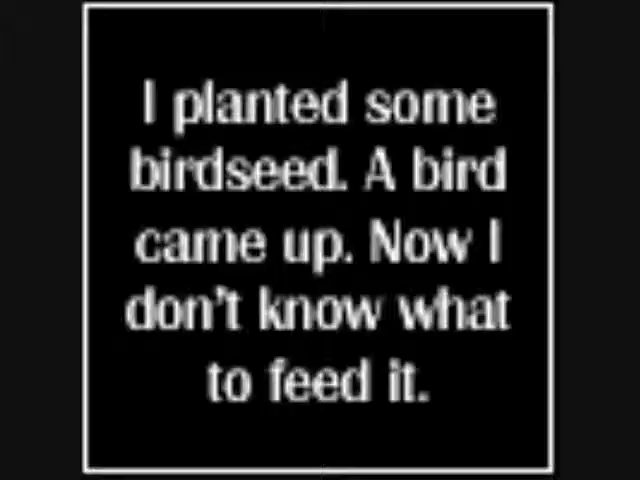 I planted some
birdseed. A bird
came up. Now I
don't know what
to feed it.